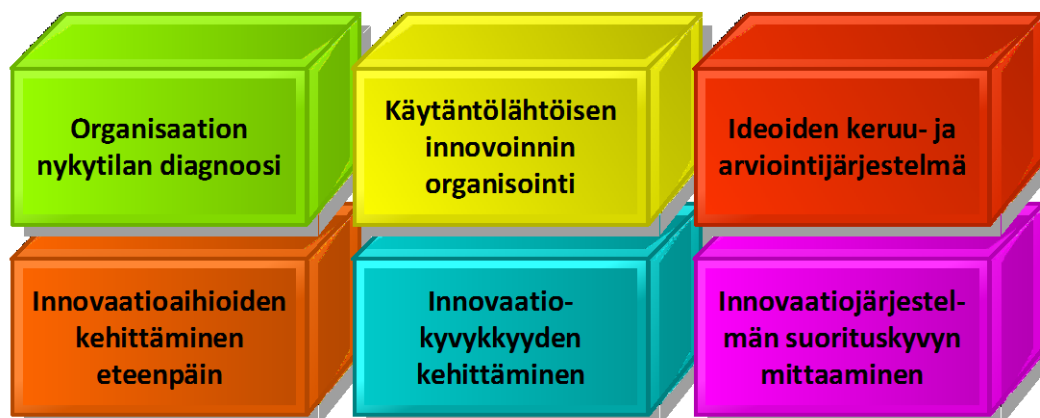 Organisaation
nykytilan diagnoosi
Käytäntölähtöisen
innovoinnin
organisointi
Ideoiden keruu- ja
arviointijärjestelmä
Innovaatioaihioiden
kehittäminen
eteenpäin
Innovaatio-
kyvykkyyden
kehittäminen
Innovaatiojärjestel-
män suorituskyvyn
mittaaminen